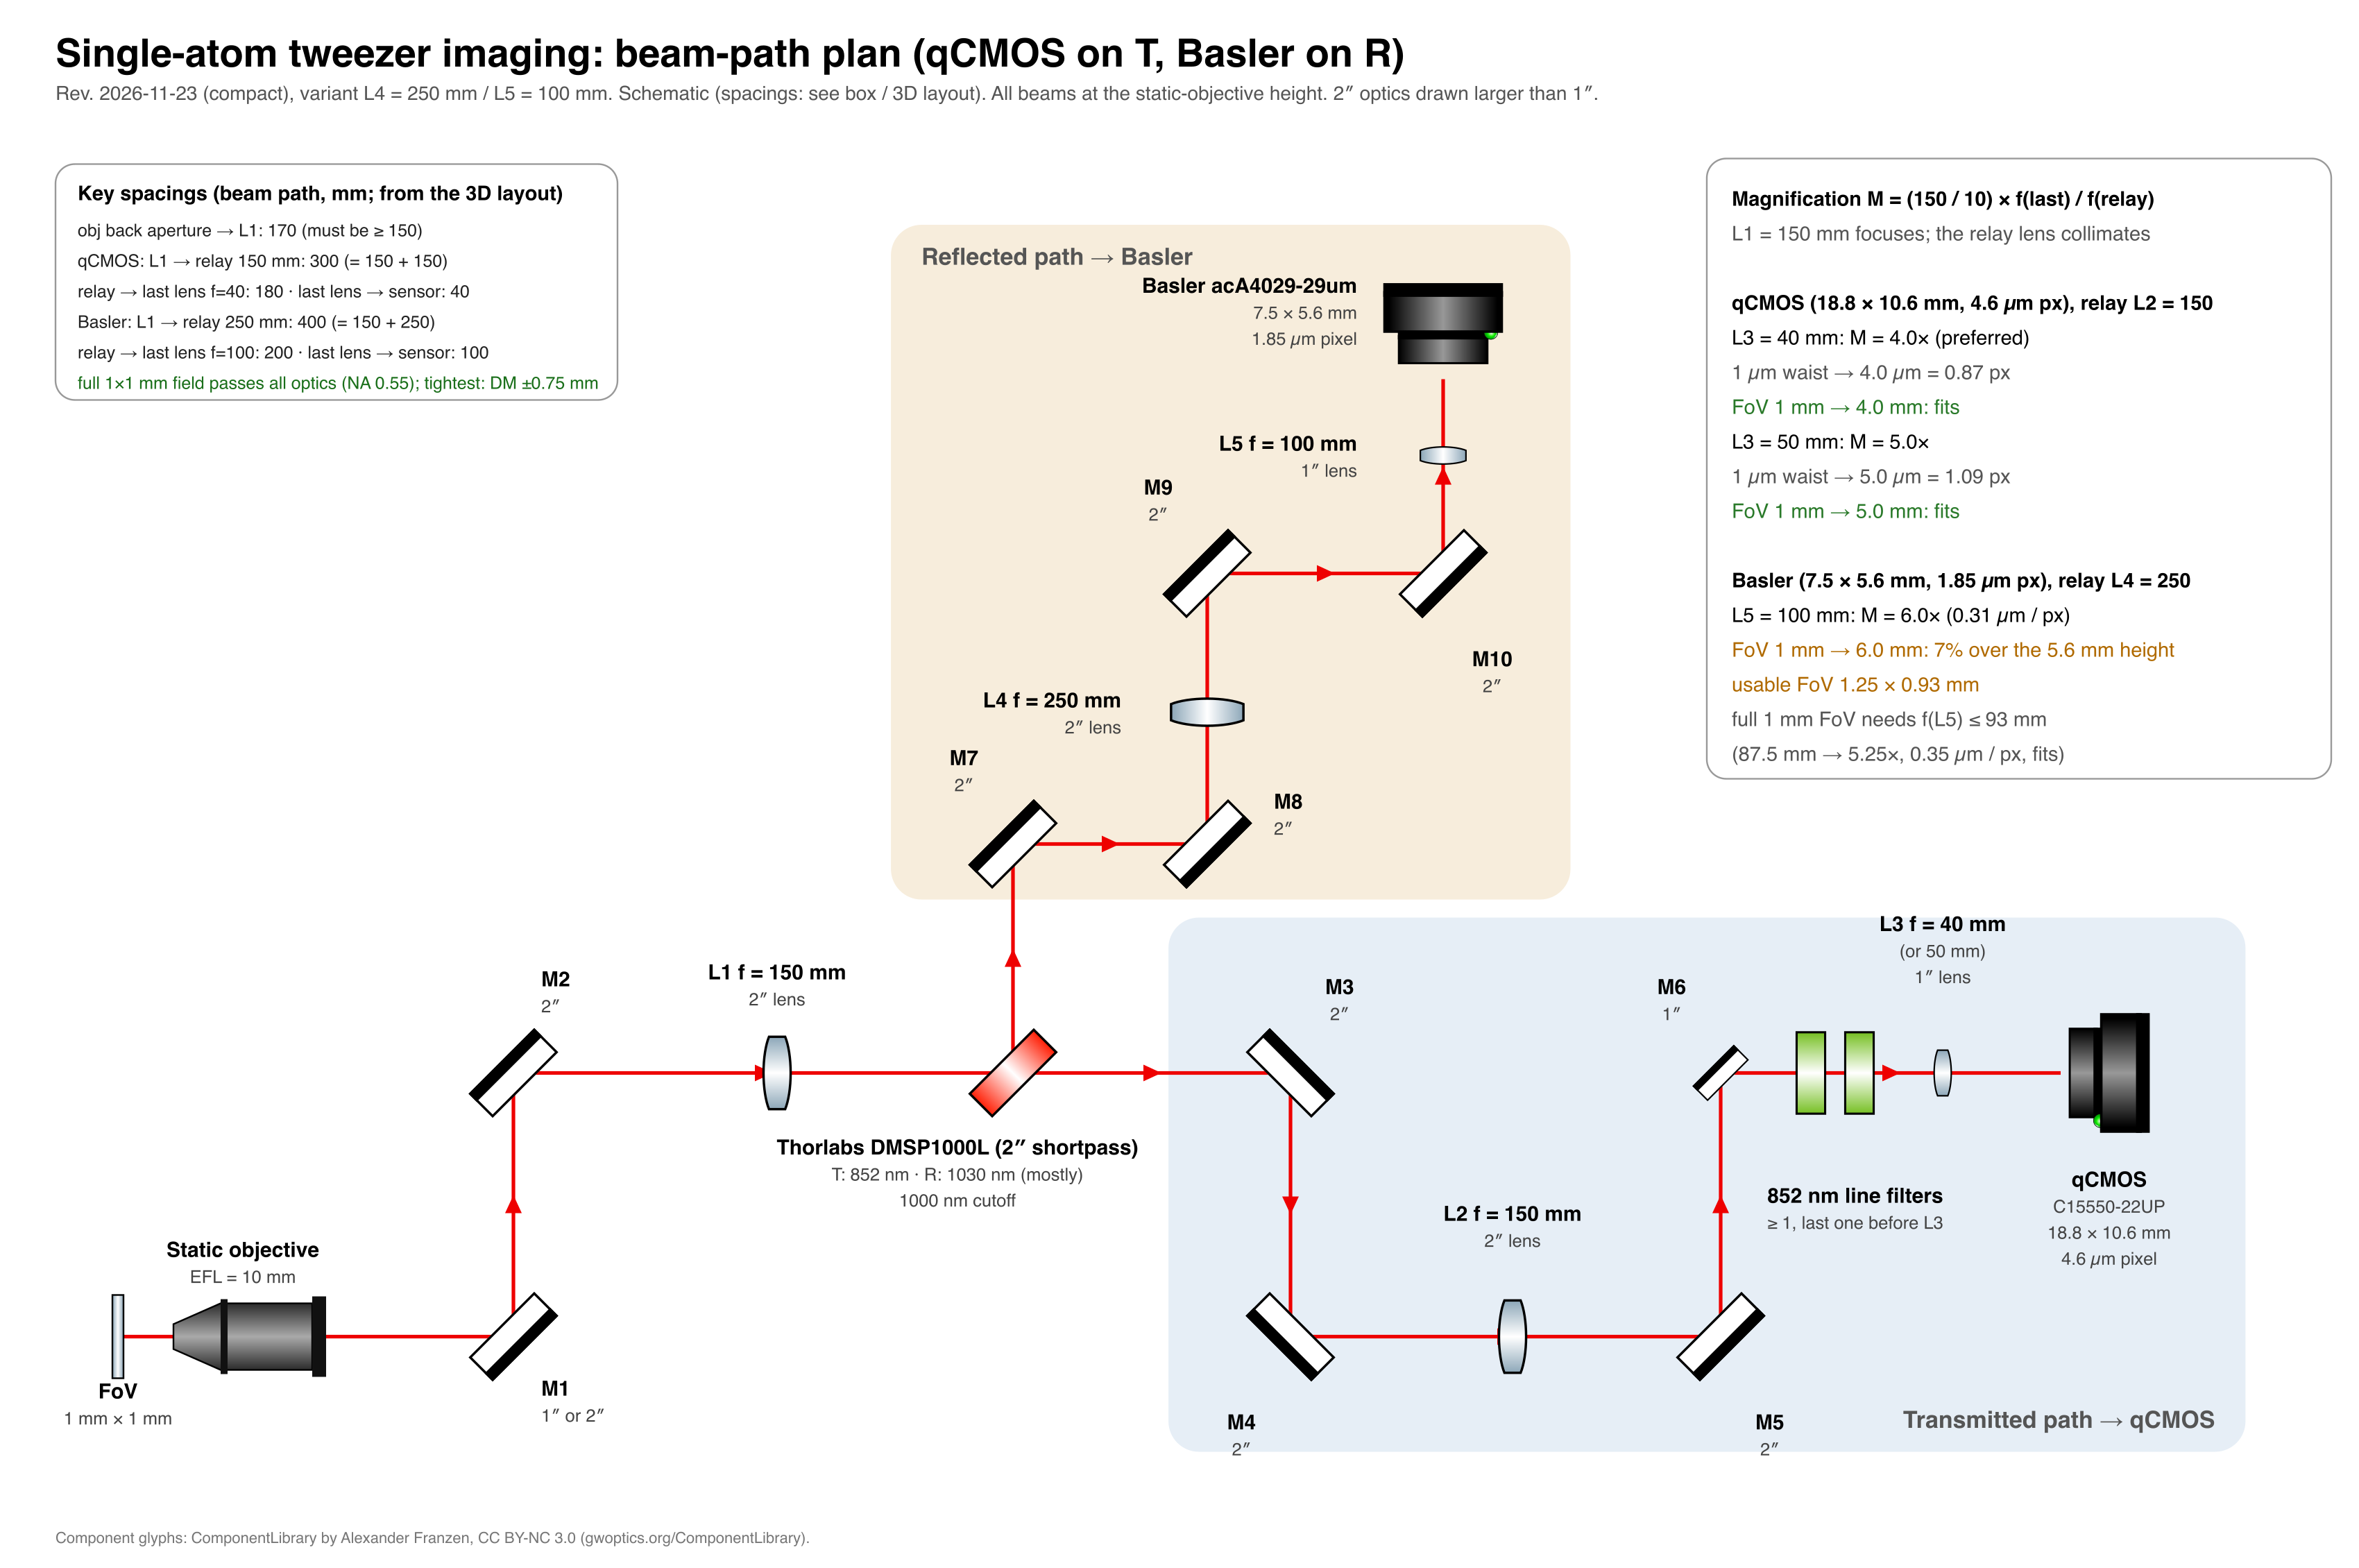 Single-atom tweezer imaging: beam-path plan (qCMOS on T, Basler on R)
Rev. 2026-11-23 (compact), variant L4 = 250 mm / L5 = 100 mm. Schematic (spacings: see box / 3D layout). All beams at the static-objective height. 2″ optics drawn larger than 1″.
Key spacings (beam path, mm; from the 3D layout)
obj back aperture → L1: 170 (must be ≥ 150)
qCMOS: L1 → relay 150 mm: 300 (= 150 + 150)
relay → last lens f=40: 180 · last lens → sensor: 40
Basler: L1 → relay 250 mm: 400 (= 150 + 250)
relay → last lens f=100: 200 · last lens → sensor: 100
full 1×1 mm field passes all optics (NA 0.55); tightest: DM ±0.75 mm
Magnification M = (150 / 10) × f(last) / f(relay)
L1 = 150 mm focuses; the relay lens collimates
qCMOS (18.8 × 10.6 mm, 4.6 µm px), relay L2 = 150
L3 = 40 mm: M = 4.0× (preferred)
1 µm waist → 4.0 µm = 0.87 px
FoV 1 mm → 4.0 mm: fits
L3 = 50 mm: M = 5.0×
1 µm waist → 5.0 µm = 1.09 px
FoV 1 mm → 5.0 mm: fits
Basler (7.5 × 5.6 mm, 1.85 µm px), relay L4 = 250
L5 = 100 mm: M = 6.0× (0.31 µm / px)
FoV 1 mm → 6.0 mm: 7% over the 5.6 mm height
usable FoV 1.25 × 0.93 mm
full 1 mm FoV needs f(L5) ≤ 93 mm
(87.5 mm → 5.25×, 0.35 µm / px, fits)
Reflected path → Basler
Basler acA4029-29um
7.5 × 5.6 mm
1.85 µm pixel
L5 f = 100 mm
1″ lens
M9
2″
M10
2″
L4 f = 250 mm
2″ lens
M7
2″
M8
2″
M2
2″
L1 f = 150 mm
2″ lens
Thorlabs DMSP1000L (2″ shortpass)
T: 852 nm · R: 1030 nm (mostly)
1000 nm cutoff
Static objective
EFL = 10 mm
FoV
1 mm × 1 mm
M1
1″ or 2″
M3
2″
M6
1″
L3 f = 40 mm
(or 50 mm)
1″ lens
L2 f = 150 mm
2″ lens
852 nm line filters
≥ 1, last one before L3
qCMOS
C15550-22UP
18.8 × 10.6 mm
4.6 µm pixel
M4
2″
M5
2″
Transmitted path → qCMOS
Component glyphs: ComponentLibrary by Alexander Franzen, CC BY-NC 3.0 (gwoptics.org/ComponentLibrary).